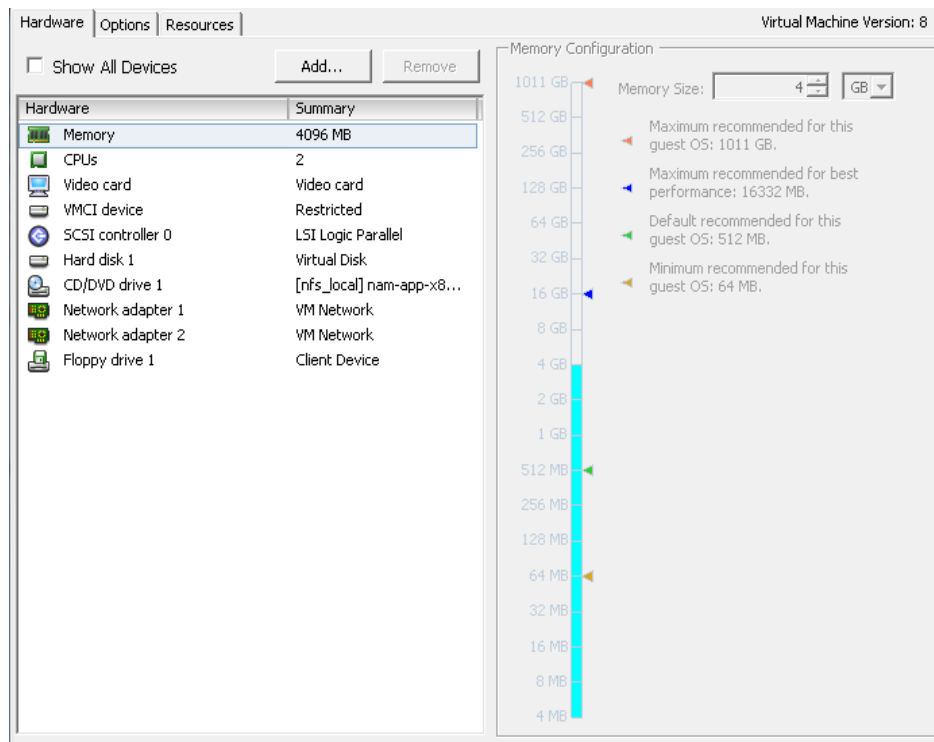 Hardware Options Resources Virtual Machine Version: 8
Show All Devices Add... Remove
Hardware Summary
Memory 4096 MB
CPUs 2
Video card Video card
VMCI device Restricted
SCSI controller 0 LSI Logic Parallel
Hard disk 1 Virtual Disk
CD/DVD drive 1 [nfs_local] nam-app-x8...
Network adapter 1 VM Network
Network adapter 2 VM Network
Floppy drive 1 Client Device
Memory Configuration
Memory Size: 4 GB
1011 GB
512 GB
256 GB
128 GB
64 GB
32 GB
16 GB
8 GB
4 GB
2 GB
1 GB
512 MB
256 MB
128 MB
64 MB
32 MB
16 MB
8 MB
4 MB
Maximum recommended for this
guest OS: 1011 GB.
Maximum recommended for best
performance: 16332 MB.
Default recommended for this
guest OS: 512 MB.
Minimum recommended for this
guest OS: 64 MB.